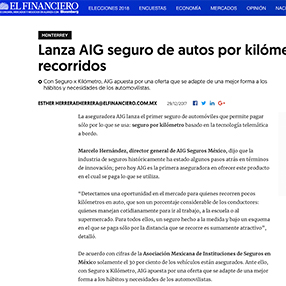 EL FINANCIERO
Bloomberg
ELECCIONES 2018
ENCUESTAS
ECONOMÍA
MERCADOS
OPINIÓN
NACIONAL
MONTERREY
Lanza AIG seguro de autos por kilóme
recorridos
Con Seguro x Kilómetro, AIG apuesta por una oferta que se adapte de una mejor forma a los
hábitos y necesidades de los automovilistas.
ESTHER HERRERA EHERRERA@ELFINANCIERO.COM.MX
28/12/2017
La aseguradora AIG lanza el primer seguro de automóviles que permite pagar
sólo por lo que se usa: seguro por kilómetro basado en la tecnología telemática
a bordo.
Marcelo Hernández, director general de AIG Seguros México, dijo que la
industria de seguros históricamente ha estado algunos pasos atrás en términos de
innovación; pero hoy AIG es la primera aseguradora en ofrecer este producto
en el cual se paga lo que se utiliza.
“Detectamos una oportunidad en el mercado para quienes recorren pocos
kilómetros en auto, que son un porcentaje considerable de los conductores:
quienes manejan cotidianamente para ir al trabajo, a la escuela o al
supermercado. Para todos ellos, un seguro hecho a la medida y bajo un esquema
en el que se paga sólo por la distancia que se recorre es sumamente atractivo”,
detalló.
De acuerdo con cifras de la Asociación Mexicana de Instituciones de Seguros en
México solamente el 30 por ciento de los vehículos están asegurados. Ante ello, con
Seguro x Kilómetro, AIG apuesta por una oferta que se adapte de una mejor
forma a los hábitos y necesidades de los automovilistas.